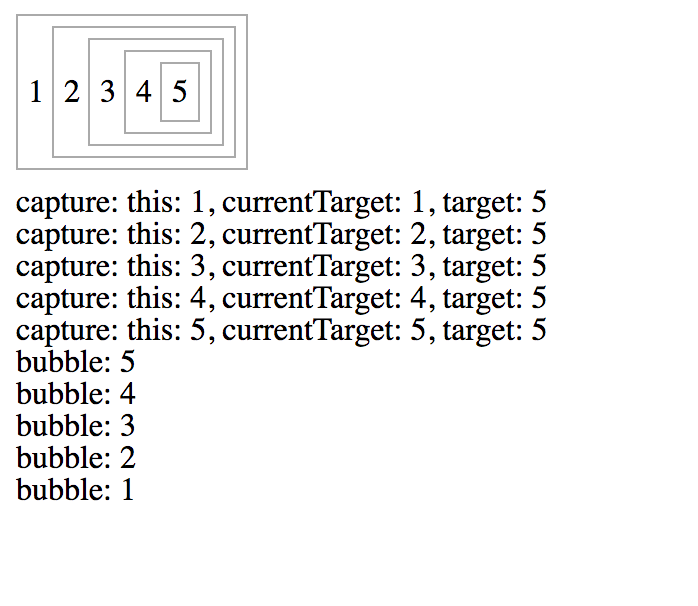 1 2 3 4 5
capture: this: 1, currentTarget: 1, target: 5
capture: this: 2, currentTarget: 2, target: 5
capture: this: 3, currentTarget: 3, target: 5
capture: this: 4, currentTarget: 4, target: 5
capture: this: 5, currentTarget: 5, target: 5
bubble: 5
bubble: 4
bubble: 3
bubble: 2
bubble: 1